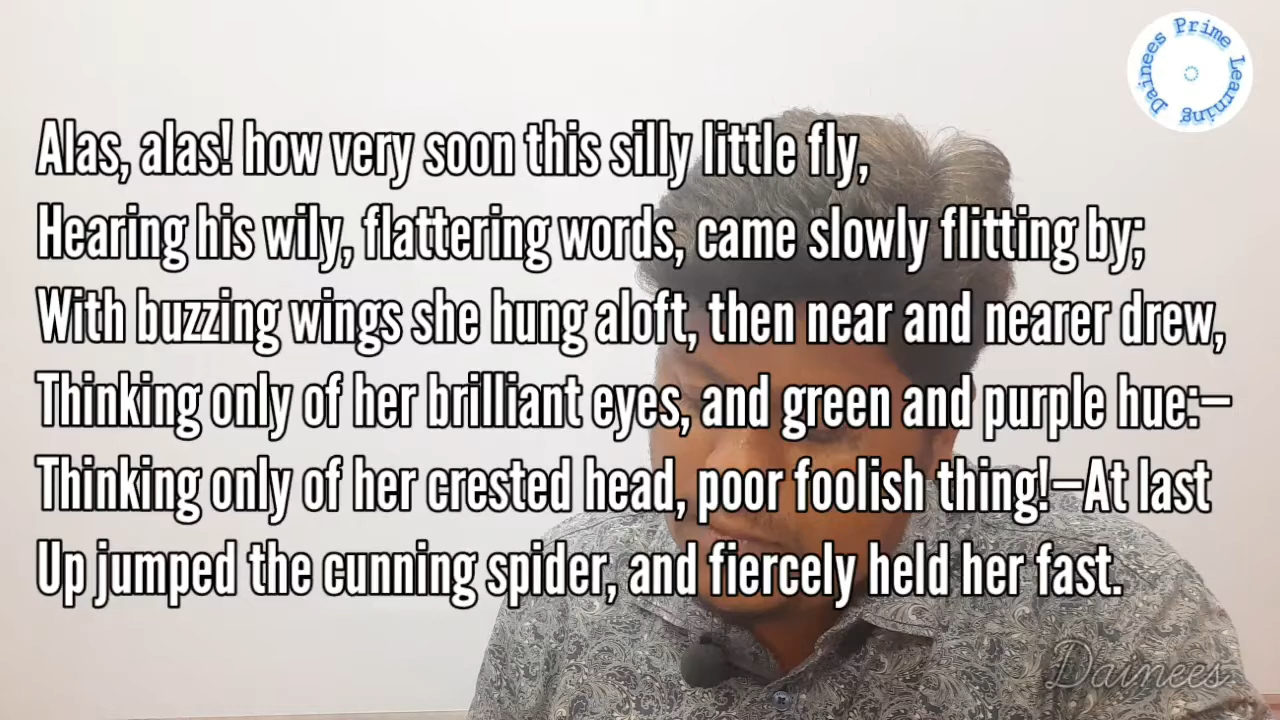 Dainees Prime Learning
Alas, alas! how very soon this silly little fly,
Hearing his wily, flattering words, came slowly flitting by;
With buzzing wings she hung aloft, then near and nearer drew,
Thinking only of her brilliant eyes, and green and purple hue:—
Thinking only of her crested head, poor foolish thing!—At last
Up jumped the cunning spider, and fiercely held her fast.
Dainees